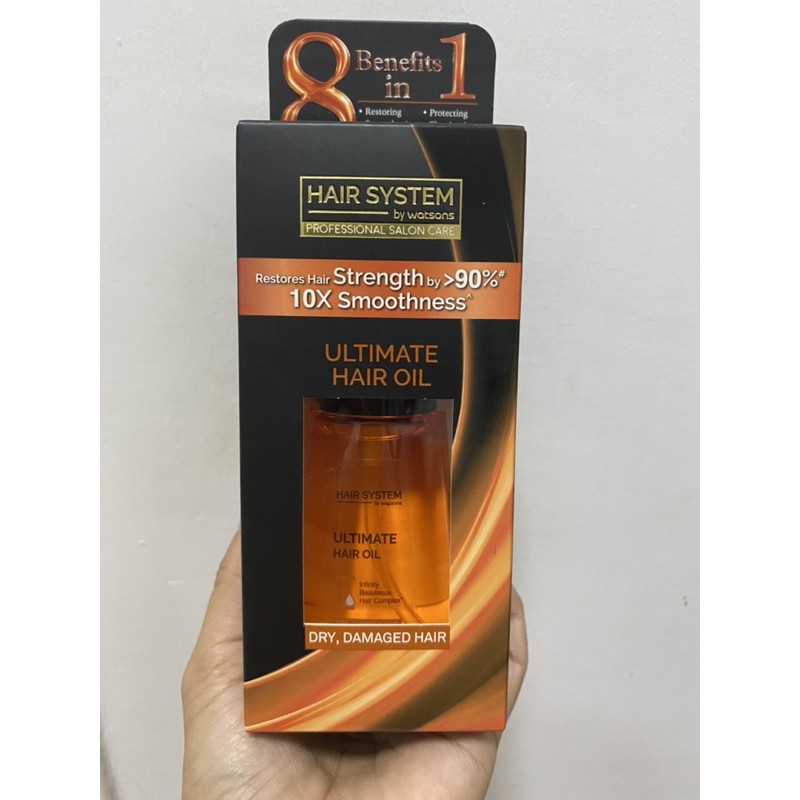 8 Benefits in 1
• Restoring • Protecting
HAIR SYSTEM
by watsons
PROFESSIONAL SALON CARE
Restores Hair Strength by >90%#
10X Smoothness^
ULTIMATE
HAIR OIL
HAIR SYSTEM
by watsons
ULTIMATE
HAIR OIL
Infinity
Beauteous
Hair Complex
DRY, DAMAGED HAIR